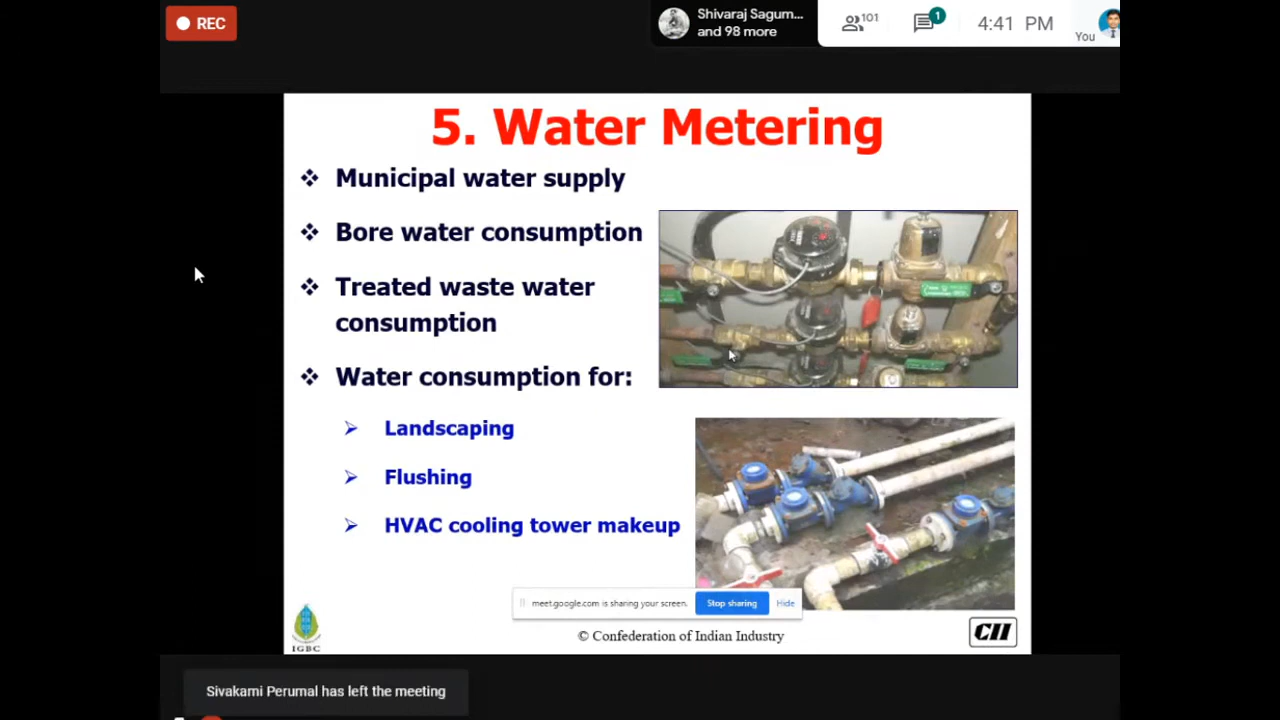 REC
Shivaraj Sagum...
and 98 more
101
1
4:41 PM
You
5. Water Metering
❖ Municipal water supply
❖ Bore water consumption
❖ Treated waste water
consumption
❖ Water consumption for:
➢ Landscaping
➢ Flushing
➢ HVAC cooling tower makeup
meet.google.com is sharing your screen.
Stop sharing
Hide
IGBC
© Confederation of Indian Industry
CII
Sivakami Perumal has left the meeting